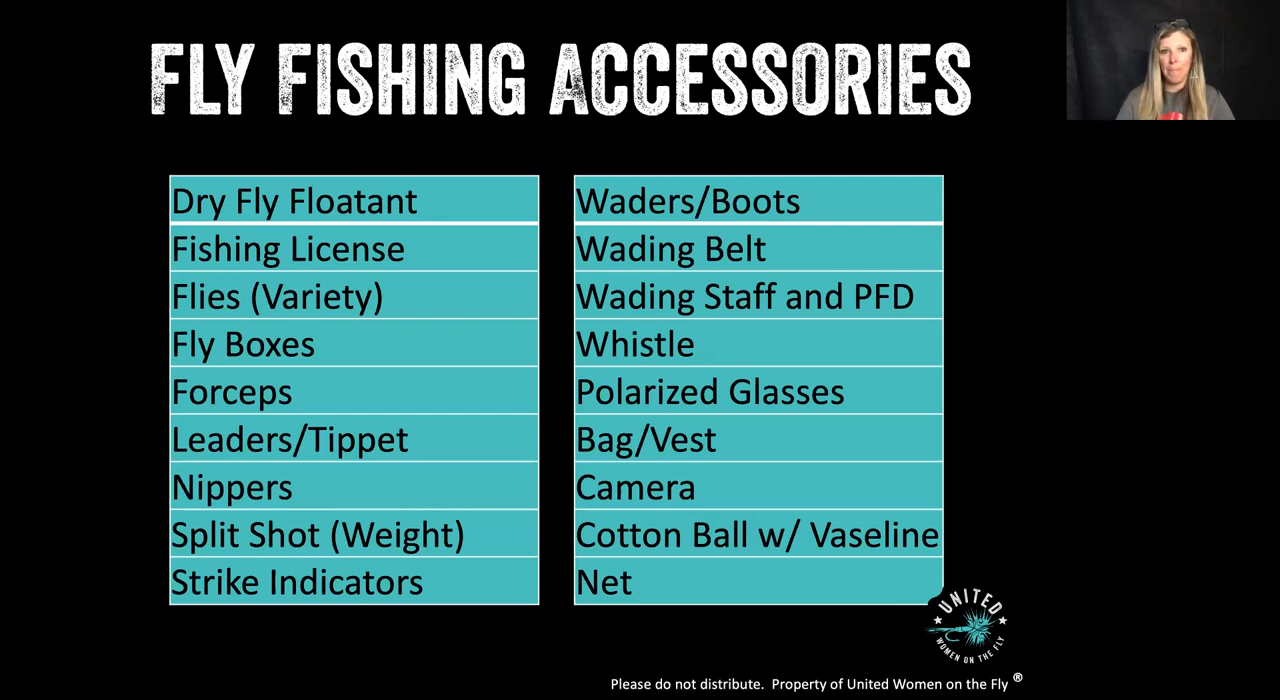 FLY FISHING ACCESSORIES
Dry Fly Floatant
Fishing License
Flies (Variety)
Fly Boxes
Forceps
Leaders/Tippet
Nippers
Split Shot (Weight)
Strike Indicators
Waders/Boots
Wading Belt
Wading Staff and PFD
Whistle
Polarized Glasses
Bag/Vest
Camera
Cotton Ball w/ Vaseline
Net
UNITED
WOMEN ON THE FLY
Please do not distribute. Property of United Women on the Fly ®